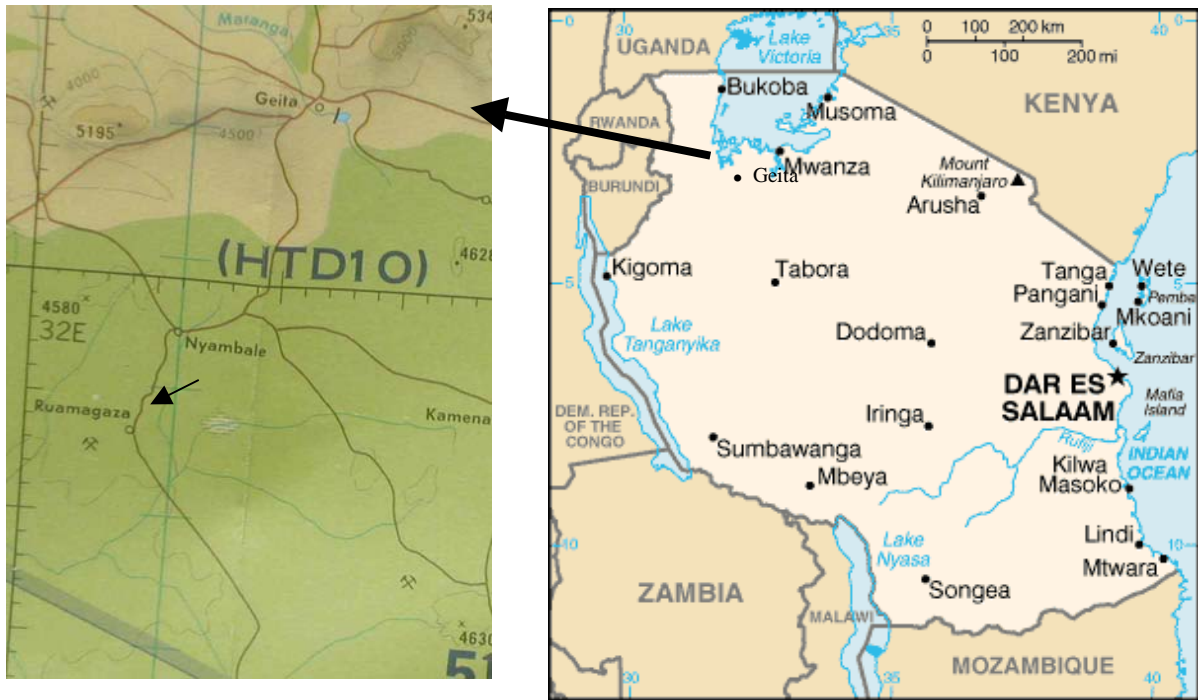 Maranga
534
4000
5000
Geita
5195
4500
(HTD10)
4628
4580
32E
Nyambale
Ruamagaza
Kamena
4630
51
0
30
40
0
UGANDA
Lake
Victoria
0 100 200 km
0 100 200 mi
KENYA
Bukoba
Musoma
RWANDA
Mwanza
Geita
Mount
Kilimanjaro
BURUNDI
Arusha
Kigoma
Tabora
Tanga
Wete
5
5
Pangani
Pemba
Mkoani
Lake
Tanganyika
Dodoma
Zanzibar
Zanzibar
DAR ES
SALAAM
Mafia
Island
DEM. REP.
OF THE
CONGO
Iringa
Rufiji
Sumbawanga
INDIAN
OCEAN
Mbeya
Kilwa
Masoko
Lindi
40
10
Lake
Nyasa
Mtwara
ZAMBIA
Songea
MALAWI
MOZAMBIQUE
30
35
40